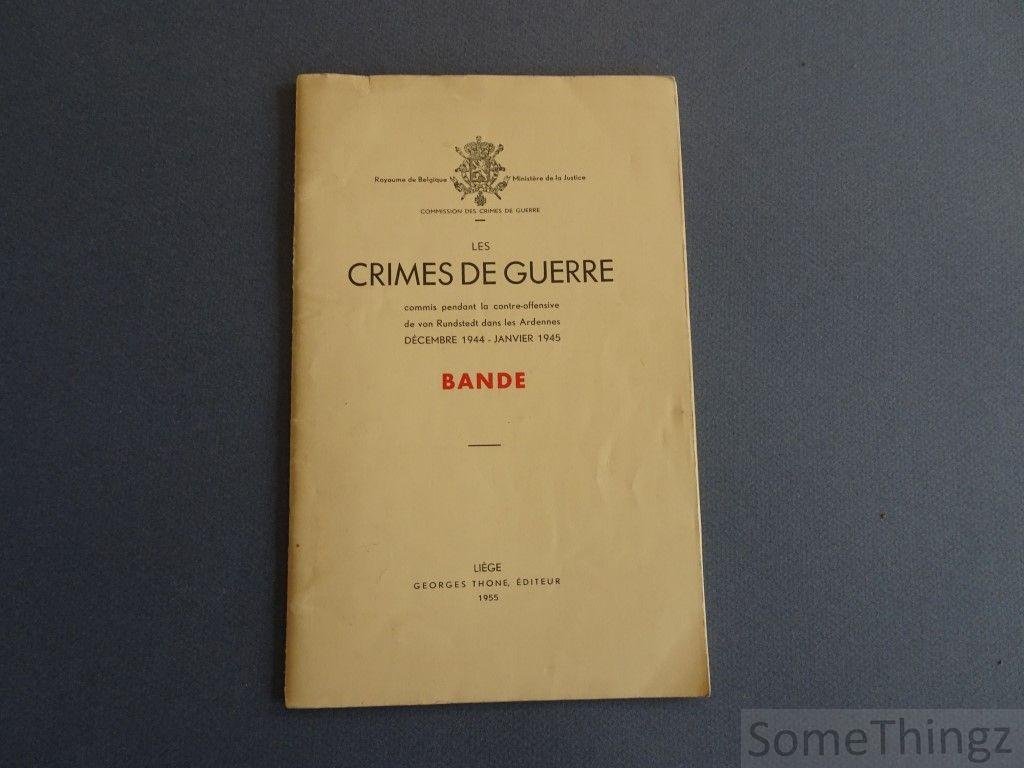 Royaume de Belgique Ministère de la Justice
COMMISSION DES CRIMES DE GUERRE
LES
CRIMES DE GUERRE
commis pendant la contre-offensive
de von Rundstedt dans les Ardennes
DÉCEMBRE 1944 - JANVIER 1945
BANDE
LIÈGE
GEORGES THONE, ÉDITEUR
1955
SomeThingz